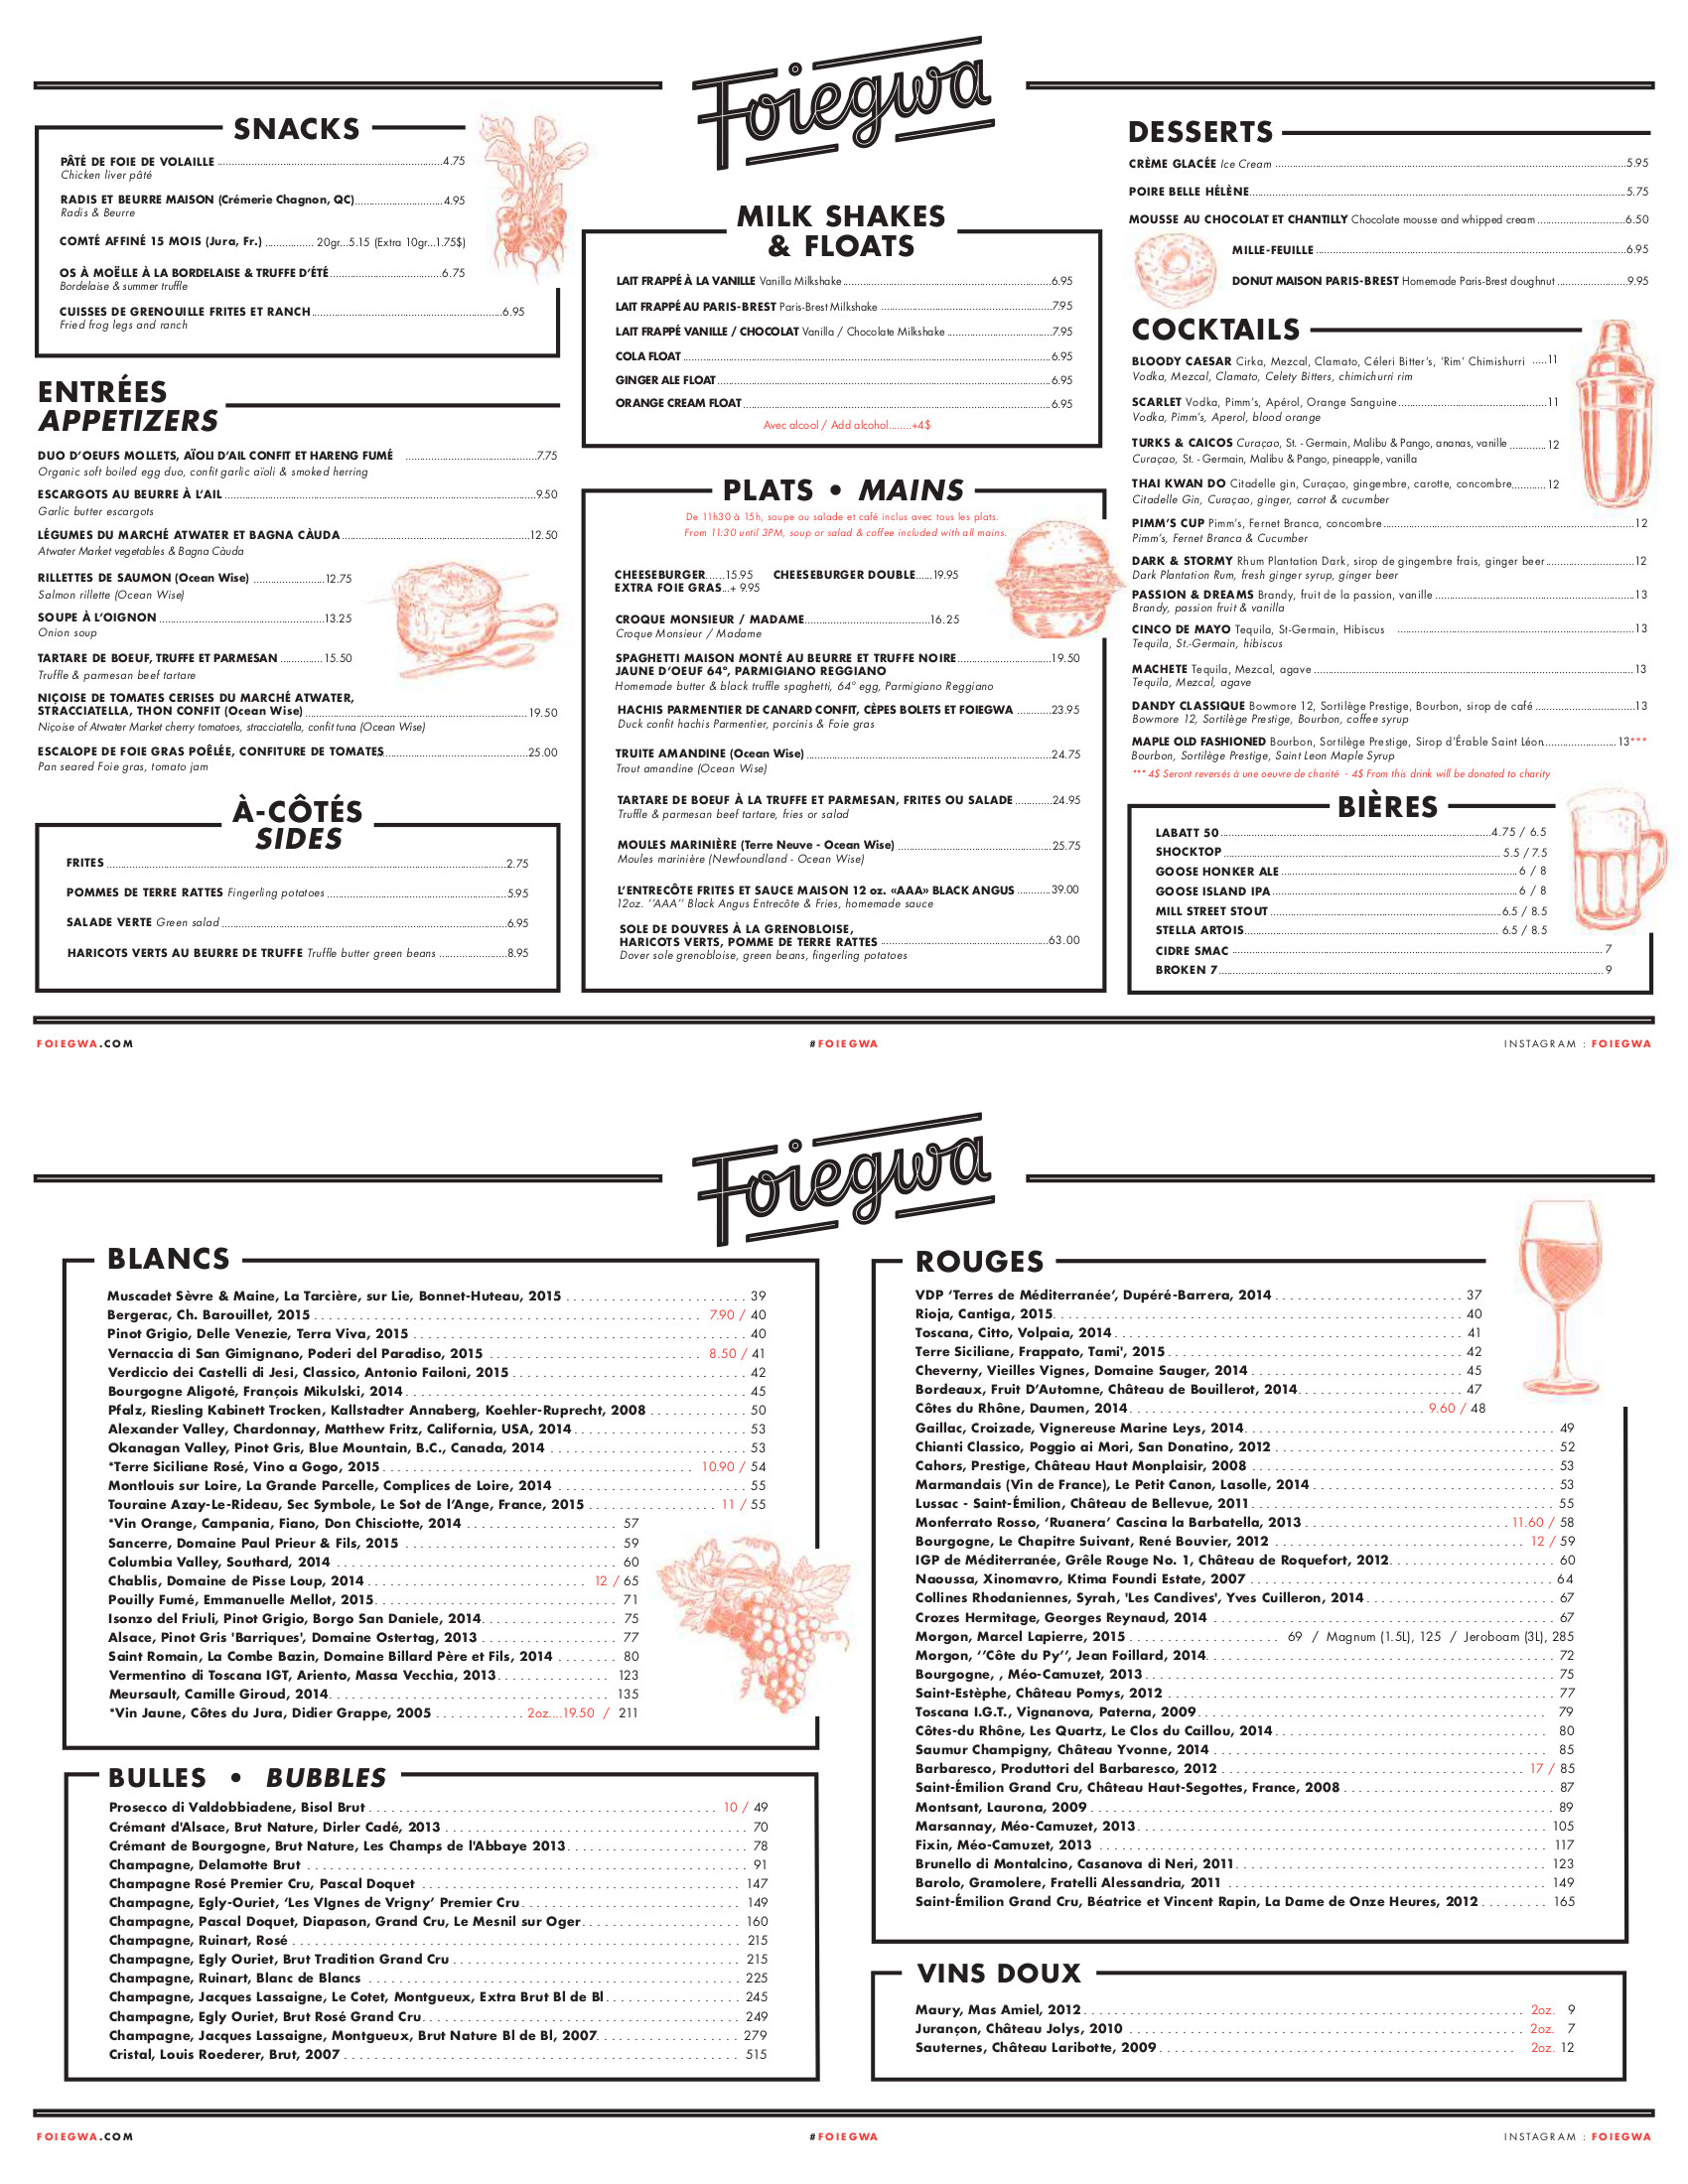 Foiegwa
SNACKS
PÂTÉ DE FOIE DE VOLAILLE 4.75
Chicken liver pâté
RADIS ET BEURRE MAISON (Crémerie Chagnon, QC) 4.95
Radis & Beurre
COMTÉ AFFINÉ 15 MOIS (Jura, Fr.) 20gr...5.15 (Extra 10gr...1.75$)
OS À MOËLLE À LA BORDELAISE & TRUFFE D'ÉTÉ 6.75
Bordelaise & summer truffle
CUISSES DE GRENOUILLE FRITES ET RANCH 6.95
Fried frog legs and ranch
ENTRÉES
APPETIZERS
DUO D'OEUFS MOLLETS, AÏOLI D'AIL CONFIT ET HARENG FUMÉ 7.75
Organic soft boiled egg duo, confit garlic aïoli & smoked herring
ESCARGOTS AU BEURRE À L'AIL 9.50
Garlic butter escargots
LÉGUMES DU MARCHÉ ATWATER ET BAGNA CÀUDA 12.50
Atwater Market vegetables & Bagna Càuda
RILLETTES DE SAUMON (Ocean Wise) 12.75
Salmon rillette (Ocean Wise)
SOUPE À L'OIGNON 13.25
Onion soup
TARTARE DE BOEUF, TRUFFE ET PARMESAN 15.50
Truffle & parmesan beef tartare
NIÇOISE DE TOMATES CERISES DU MARCHÉ ATWATER,
STRACCIATELLA, THON CONFIT (Ocean Wise) 19.50
Niçoise of Atwater Market cherry tomatoes, stracciatella, confit tuna (Ocean Wise)
ESCALOPE DE FOIE GRAS POÊLÉE, CONFITURE DE TOMATES 25.00
Pan seared Foie gras, tomato jam
À-CÔTÉS
SIDES
FRITES 2.75
POMMES DE TERRE RATTES Fingerling potatoes 5.95
SALADE VERTE Green salad 6.95
HARICOTS VERTS AU BEURRE DE TRUFFE Truffle butter green beans 8.95
MILK SHAKES
& FLOATS
LAIT FRAPPÉ À LA VANILLE Vanilla Milkshake 6.95
LAIT FRAPPÉ AU PARIS-BREST Paris-Brest Milkshake 7.95
LAIT FRAPPÉ VANILLE / CHOCOLAT Vanilla / Chocolate Milkshake 7.95
COLA FLOAT 6.95
GINGER ALE FLOAT 6.95
ORANGE CREAM FLOAT 6.95
Avec alcool / Add alcohol........+4$
PLATS • MAINS
De 11h30 à 15h, soupe ou salade et café inclus avec tous les plats.
From 11:30 until 3PM, soup or salad & coffee included with all mains.
CHEESEBURGER......15.95 CHEESEBURGER DOUBLE.....19.95
EXTRA FOIE GRAS...+ 9.95
CROQUE MONSIEUR / MADAME 16.25
Croque Monsieur / Madame
SPAGHETTI MAISON MONTÉ AU BEURRE ET TRUFFE NOIRE 19.50
JAUNE D'OEUF 64º, PARMIGIANO REGGIANO
Homemade butter & black truffle spaghetti, 64º egg, Parmigiano Reggiano
HACHIS PARMENTIER DE CANARD CONFIT, CÈPES BOLETS ET FOIEGWA 23.95
Duck confit hachis Parmentier, porcinis & Foie gras
TRUITE AMANDINE (Ocean Wise) 24.75
Trout amandine (Ocean Wise)
TARTARE DE BOEUF À LA TRUFFE ET PARMESAN, FRITES OU SALADE 24.95
Truffle & parmesan beef tartare, fries or salad
MOULES MARINIÈRE (Terre Neuve - Ocean Wise) 25.75
Moules marinière (Newfoundland - Ocean Wise)
L'ENTRECÔTE FRITES ET SAUCE MAISON 12 oz. «AAA» BLACK ANGUS 39.00
12oz. ''AAA'' Black Angus Entrecôte & Fries, homemade sauce
SOLE DE DOUVRES À LA GRENOBLOISE,
HARICOTS VERTS, POMME DE TERRE RATTES 63.00
Dover sole grenobloise, green beans, fingerling potatoes
DESSERTS
CRÈME GLACÉE Ice Cream 5.95
POIRE BELLE HÉLÈNE 5.75
MOUSSE AU CHOCOLAT ET CHANTILLY Chocolate mousse and whipped cream 6.50
MILLE-FEUILLE 6.95
DONUT MAISON PARIS-BREST Homemade Paris-Brest doughnut 9.95
COCKTAILS
BLOODY CAESAR Cirka, Mezcal, Clamato, Céleri Bitter's, 'Rim' Chimishurri 11
Vodka, Mezcal, Clamato, Celety Bitters, chimichurri rim
SCARLET Vodka, Pimm's, Apérol, Orange Sanguine 11
Vodka, Pimm's, Aperol, blood orange
TURKS & CAICOS Curaçao, St. - Germain, Malibu & Pango, ananas, vanille 12
Curaçao, St. - Germain, Malibu & Pango, pineapple, vanilla
THAI KWAN DO Citadelle gin, Curaçao, gingembre, carotte, concombre 12
Citadelle Gin, Curaçao, ginger, carrot & cucumber
PIMM'S CUP Pimm's, Fernet Branca, concombre 12
Pimm's, Fernet Branca & Cucumber
DARK & STORMY Rhum Plantation Dark, sirop de gingembre frais, ginger beer 12
Dark Plantation Rum, fresh ginger syrup, ginger beer
PASSION & DREAMS Brandy, fruit de la passion, vanille 13
Brandy, passion fruit & vanilla
CINCO DE MAYO Tequila, St-Germain, Hibiscus 13
Tequila, St.-Germain, hibiscus
MACHETE Tequila, Mezcal, agave 13
Tequila, Mezcal, agave
DANDY CLASSIQUE Bowmore 12, Sortilège Prestige, Bourbon, sirop de café 13
Bowmore 12, Sortilège Prestige, Bourbon, coffee syrup
MAPLE OLD FASHIONED Bourbon, Sortilège Prestige, Sirop d'Érable Saint Léon 13***
Bourbon, Sortilège Prestige, Saint Leon Maple Syrup
*** 4$ Seront reversés à une oeuvre de charité - 4$ From this drink will be donated to charity
BIÈRES
LABATT 50 4.75 / 6.5
SHOCKTOP 5.5 / 7.5
GOOSE HONKER ALE 6 / 8
GOOSE ISLAND IPA 6 / 8
MILL STREET STOUT 6.5 / 8.5
STELLA ARTOIS 6.5 / 8.5
CIDRE SMAC 7
BROKEN 7 9
FOIEGWA.COM #FOIEGWA INSTAGRAM : FOIEGWA
Foiegwa
BLANCS
Muscadet Sèvre & Maine, La Tarcière, sur Lie, Bonnet-Huteau, 2015 39
Bergerac, Ch. Barouillet, 2015 7.90 / 40
Pinot Grigio, Delle Venezie, Terra Viva, 2015 40
Vernaccia di San Gimignano, Poderi del Paradiso, 2015 8.50 / 41
Verdiccio dei Castelli di Jesi, Classico, Antonio Failoni, 2015 42
Bourgogne Aligoté, François Mikulski, 2014 45
Pfalz, Riesling Kabinett Trocken, Kallstadter Annaberg, Koehler-Ruprecht, 2008 50
Alexander Valley, Chardonnay, Matthew Fritz, California, USA, 2014 53
Okanagan Valley, Pinot Gris, Blue Mountain, B.C., Canada, 2014 53
*Terre Siciliane Rosé, Vino a Gogo, 2015 10.90 / 54
Montlouis sur Loire, La Grande Parcelle, Complices de Loire, 2014 55
Touraine Azay-Le-Rideau, Sec Symbole, Le Sot de l'Ange, France, 2015 11 / 55
*Vin Orange, Campania, Fiano, Don Chisciotte, 2014 57
Sancerre, Domaine Paul Prieur & Fils, 2015 59
Columbia Valley, Southard, 2014 60
Chablis, Domaine de Pisse Loup, 2014 12 / 65
Pouilly Fumé, Emmanuelle Mellot, 2015 71
Isonzo del Friuli, Pinot Grigio, Borgo San Daniele, 2014 75
Alsace, Pinot Gris 'Barriques', Domaine Ostertag, 2013 77
Saint Romain, La Combe Bazin, Domaine Billard Père et Fils, 2014 80
Vermentino di Toscana IGT, Ariento, Massa Vecchia, 2013 123
Meursault, Camille Giroud, 2014 135
*Vin Jaune, Côtes du Jura, Didier Grappe, 2005 2oz....19.50 / 211
BULLES • BUBBLES
Prosecco di Valdobbiadene, Bisol Brut 10 / 49
Crémant d'Alsace, Brut Nature, Dirler Cadé, 2013 70
Crémant de Bourgogne, Brut Nature, Les Champs de l'Abbaye 2013 78
Champagne, Delamotte Brut 91
Champagne Rosé Premier Cru, Pascal Doquet 147
Champagne, Egly-Ouriet, 'Les VIgnes de Vrigny' Premier Cru 149
Champagne, Pascal Doquet, Diapason, Grand Cru, Le Mesnil sur Oger 160
Champagne, Ruinart, Rosé 215
Champagne, Egly Ouriet, Brut Tradition Grand Cru 215
Champagne, Ruinart, Blanc de Blancs 225
Champagne, Jacques Lassaigne, Le Cotet, Montgueux, Extra Brut Bl de Bl 245
Champagne, Egly Ouriet, Brut Rosé Grand Cru 249
Champagne, Jacques Lassaigne, Montgueux, Brut Nature Bl de Bl, 2007 279
Cristal, Louis Roederer, Brut, 2007 515
ROUGES
VDP 'Terres de Méditerranée', Dupéré-Barrera, 2014 37
Rioja, Cantiga, 2015 40
Toscana, Citto, Volpaia, 2014 41
Terre Siciliane, Frappato, Tami', 2015 42
Cheverny, Vieilles Vignes, Domaine Sauger, 2014 45
Bordeaux, Fruit D'Automne, Château de Bouillerot, 2014 47
Côtes du Rhône, Daumen, 2014 9.60 / 48
Gaillac, Croizade, Vignereuse Marine Leys, 2014 49
Chianti Classico, Poggio ai Mori, San Donatino, 2012 52
Cahors, Prestige, Château Haut Monplaisir, 2008 53
Marmandais (Vin de France), Le Petit Canon, Lasolle, 2014 53
Lussac - Saint-Émilion, Château de Bellevue, 2011 55
Monferrato Rosso, 'Ruanera' Cascina la Barbatella, 2013 11.60 / 58
Bourgogne, Le Chapitre Suivant, René Bouvier, 2012 12 / 59
IGP de Méditerranée, Grêle Rouge No. 1, Château de Roquefort, 2012 60
Naoussa, Xinomavro, Ktima Foundi Estate, 2007 64
Collines Rhodaniennes, Syrah, 'Les Candives', Yves Cuilleron, 2014 67
Crozes Hermitage, Georges Reynaud, 2014 67
Morgon, Marcel Lapierre, 2015 69 / Magnum (1.5L), 125 / Jeroboam (3L), 285
Morgon, ''Côte du Py'', Jean Foillard, 2014 72
Bourgogne, , Méo-Camuzet, 2013 75
Saint-Estèphe, Château Pomys, 2012 77
Toscana I.G.T., Vignanova, Paterna, 2009 79
Côtes-du Rhône, Les Quartz, Le Clos du Caillou, 2014 80
Saumur Champigny, Château Yvonne, 2014 85
Barbaresco, Produttori del Barbaresco, 2012 17 / 85
Saint-Émilion Grand Cru, Château Haut-Segottes, France, 2008 87
Montsant, Laurona, 2009 89
Marsannay, Méo-Camuzet, 2013 105
Fixin, Méo-Camuzet, 2013 117
Brunello di Montalcino, Casanova di Neri, 2011 123
Barolo, Gramolere, Fratelli Alessandria, 2011 149
Saint-Émilion Grand Cru, Béatrice et Vincent Rapin, La Dame de Onze Heures, 2012 165
VINS DOUX
Maury, Mas Amiel, 2012 2oz. 9
Jurançon, Château Jolys, 2010 2oz. 7
Sauternes, Château Laribotte, 2009 2oz. 12
FOIEGWA.COM #FOIEGWA INSTAGRAM : FOIEGWA